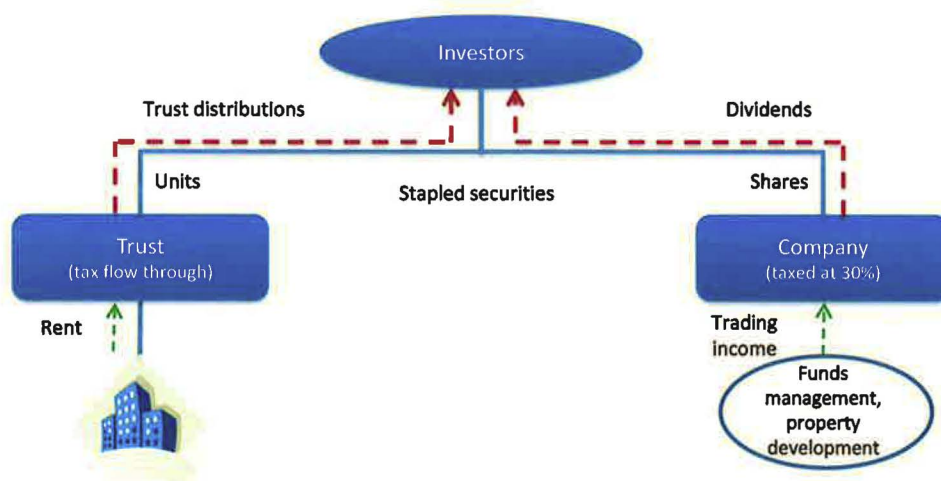 Investors
Trust distributions
Dividends
Units
Stapled securities
Shares
Trust
(tax flow through)
Company
(taxed at 30%)
Rent
Trading
income
Funds
management,
property
development